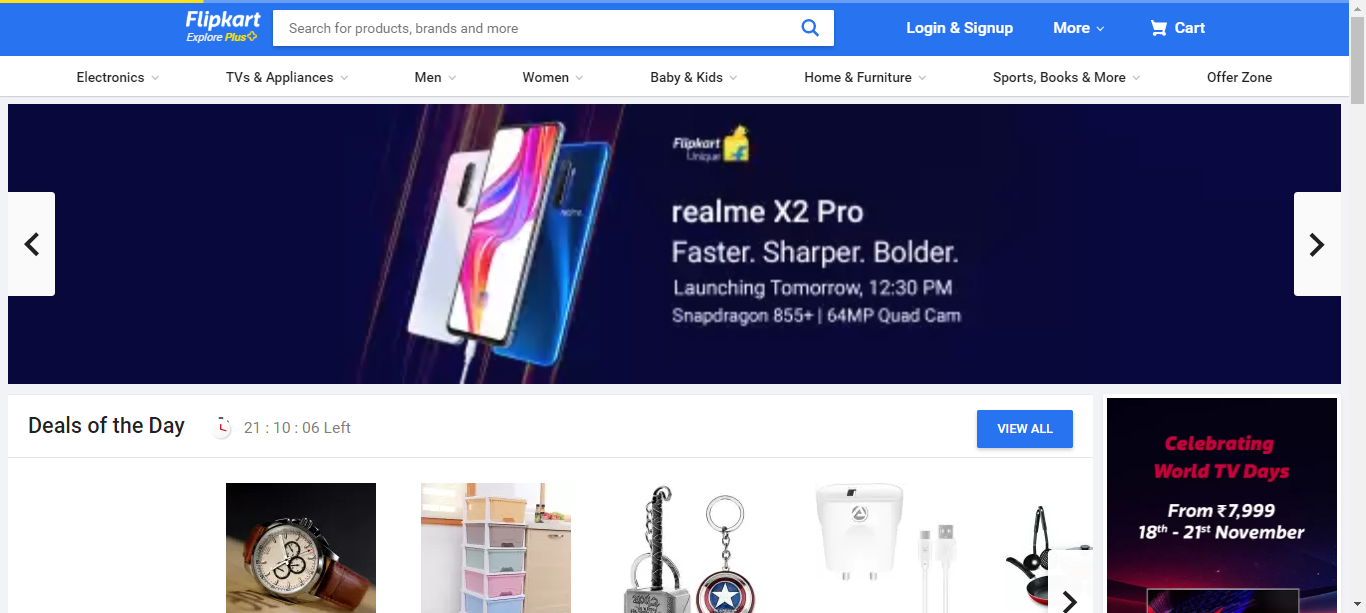 Flipkart
Explore Plus
Search for products, brands and more
Login & Signup
More
Cart
Electronics
TVs & Appliances
Men
Women
Baby & Kids
Home & Furniture
Sports, Books & More
Offer Zone
Flipkart
Unique
realme X2 Pro
Faster. Sharper. Bolder.
Launching Tomorrow, 12:30 PM
Snapdragon 855+ | 64MP Quad Cam
Deals of the Day
21 : 10 : 06 Left
VIEW ALL
Celebrating
World TV Days
From ₹7,999
18th - 21st November